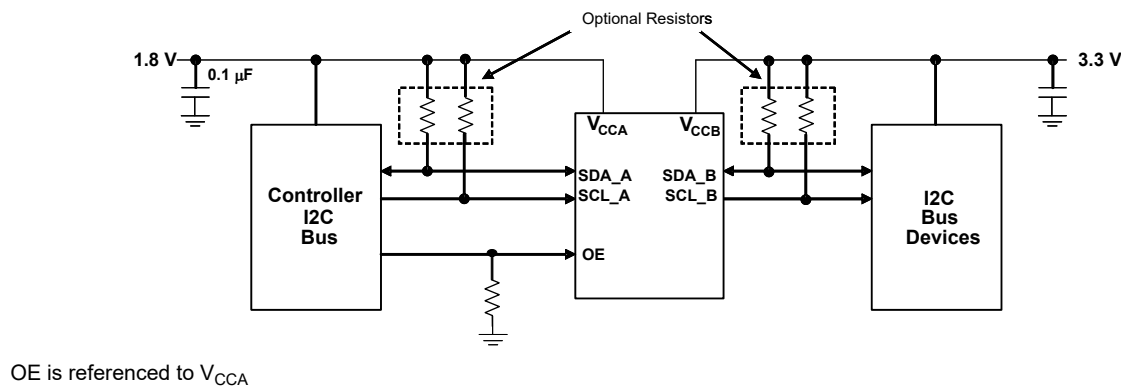 Optional Resistors
1.8 V
0.1 μF
3.3 V
VCCA
VCCB
SDA_A
SDA_B
SCL_A
SCL_B
OE
Controller
I2C
Bus
I2C
Bus
Devices
OE is referenced to VCCA